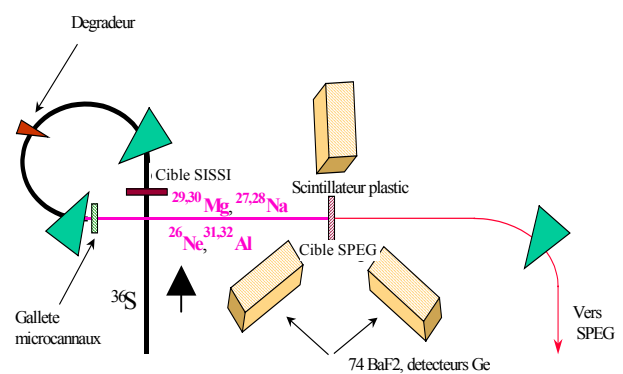 Degradeur
Cible SISSI
29,30Mg, 27,28Na
Scintillateur plastic
26Ne,31,32Al
Cible SPEG
36S
Gallete
microcannaux
Vers
SPEG
74 BaF2, detecteurs Ge